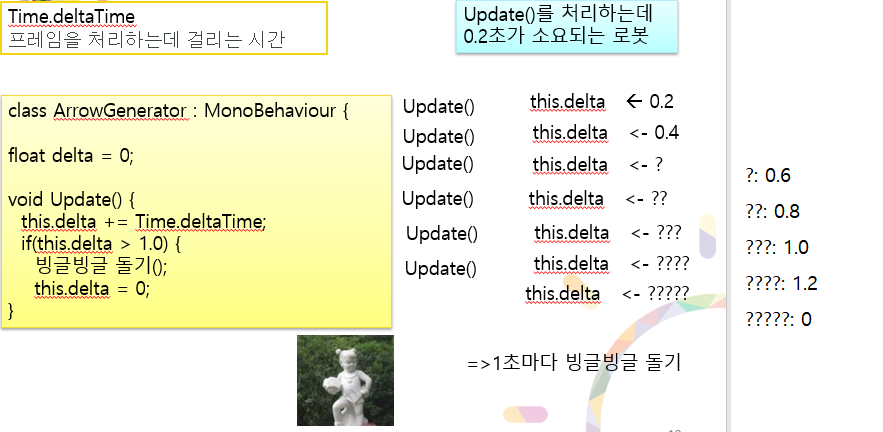 Time.deltaTime
프레임을 처리하는데 걸리는 시간
Update()를 처리하는데
0.2초가 소요되는 로봇
class ArrowGenerator : MonoBehaviour {
float delta = 0;
void Update() {
this.delta += Time.deltaTime;
if(this.delta > 1.0) {
빙글빙글 돌기();
this.delta = 0;
}
Update() this.delta ← 0.2
Update() this.delta <- 0.4
Update() this.delta <- ?
Update() this.delta <- ??
Update() this.delta <- ???
Update() this.delta <- ????
this.delta <- ?????
=>1초마다 빙글빙글 돌기
?: 0.6
??: 0.8
???: 1.0
????: 1.2
?????: 0